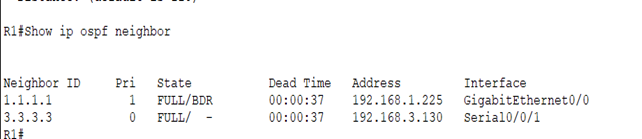 R1#Show ip ospf neighbor
Neighbor ID Pri State Dead Time Address Interface
1.1.1.1 1 FULL/BDR 00:00:37 192.168.1.225 GigabitEthernet0/0
3.3.3.3 0 FULL/ - 00:00:37 192.168.3.130 Serial0/0/1
R1#